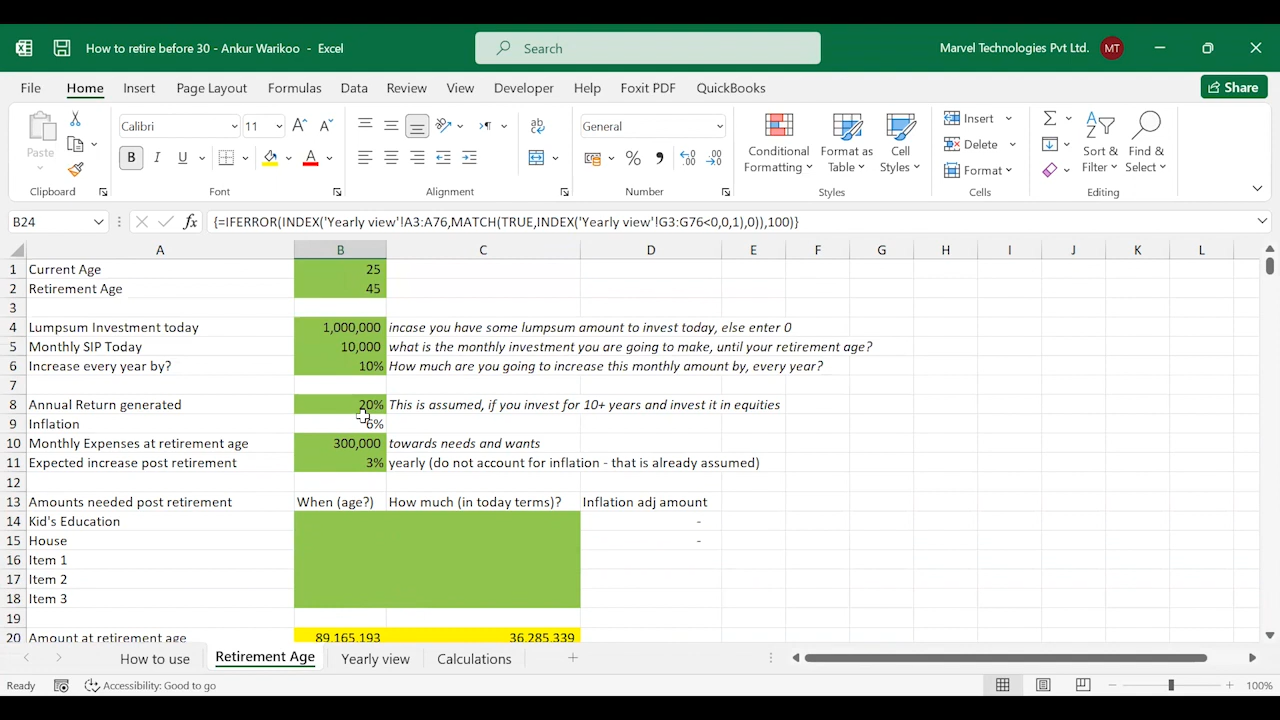 How to retire before 30 - Ankur Warikoo - Excel
Search
Marvel Technologies Pvt Ltd. MT
File Home Insert Page Layout Formulas Data Review View Developer Help Foxit PDF QuickBooks
Share
Paste
Clipboard
Calibri 11
B I U
Font
Alignment
General
Number
Conditional Formatting
Format as Table
Cell Styles
Styles
Insert
Delete
Format
Cells
Sort & Filter
Find & Select
Editing
B24 fx {=IFERROR(INDEX('Yearly view'!A3:A76,MATCH(TRUE,INDEX('Yearly view'!G3:G76<0,0,1),0)),100)}
A B C D E F G H I J K L
1 Current Age 25
2 Retirement Age 45
3
4 Lumpsum Investment today 1,000,000 incase you have some lumpsum amount to invest today, else enter 0
5 Monthly SIP Today 10,000 what is the monthly investment you are going to make, until your retirement age?
6 Increase every year by? 10% How much are you going to increase this monthly amount by, every year?
7
8 Annual Return generated 20% This is assumed, if you invest for 10+ years and invest it in equities
9 Inflation 6%
10 Monthly Expenses at retirement age 300,000 towards needs and wants
11 Expected increase post retirement 3% yearly (do not account for inflation - that is already assumed)
12
13 Amounts needed post retirement When (age?) How much (in today terms)? Inflation adj amount
14 Kid's Education -
15 House -
16 Item 1
17 Item 2
18 Item 3
19
20 Amount at retirement age 89,165,193 36,285,339
How to use Retirement Age Yearly view Calculations
Ready Accessibility: Good to go 100%